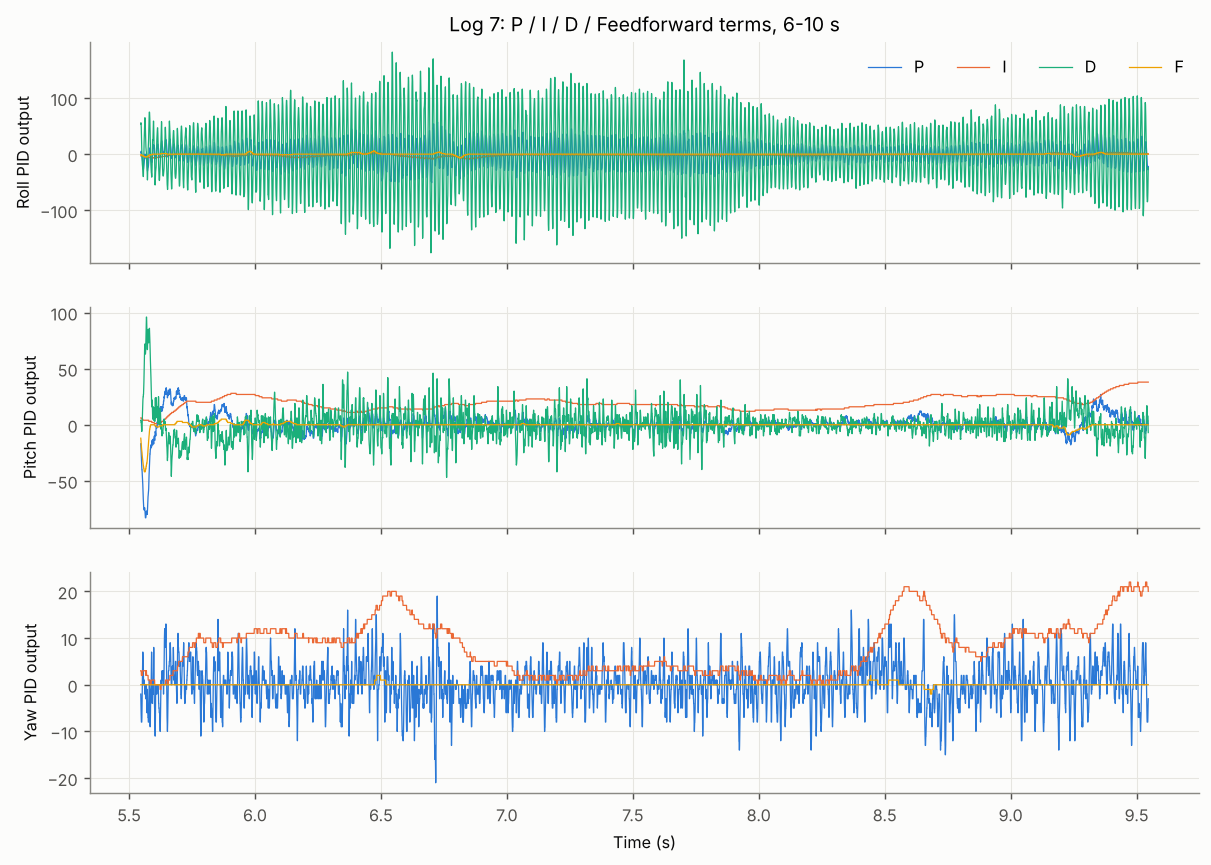 Log 7: P / I / D / Feedforward terms, 6-10 s
P I D F
Roll PID output
100
0
−100
Pitch PID output
100
50
0
−50
Yaw PID output
20
10
0
−10
−20
5.5 6.0 6.5 7.0 7.5 8.0 8.5 9.0 9.5
Time (s)